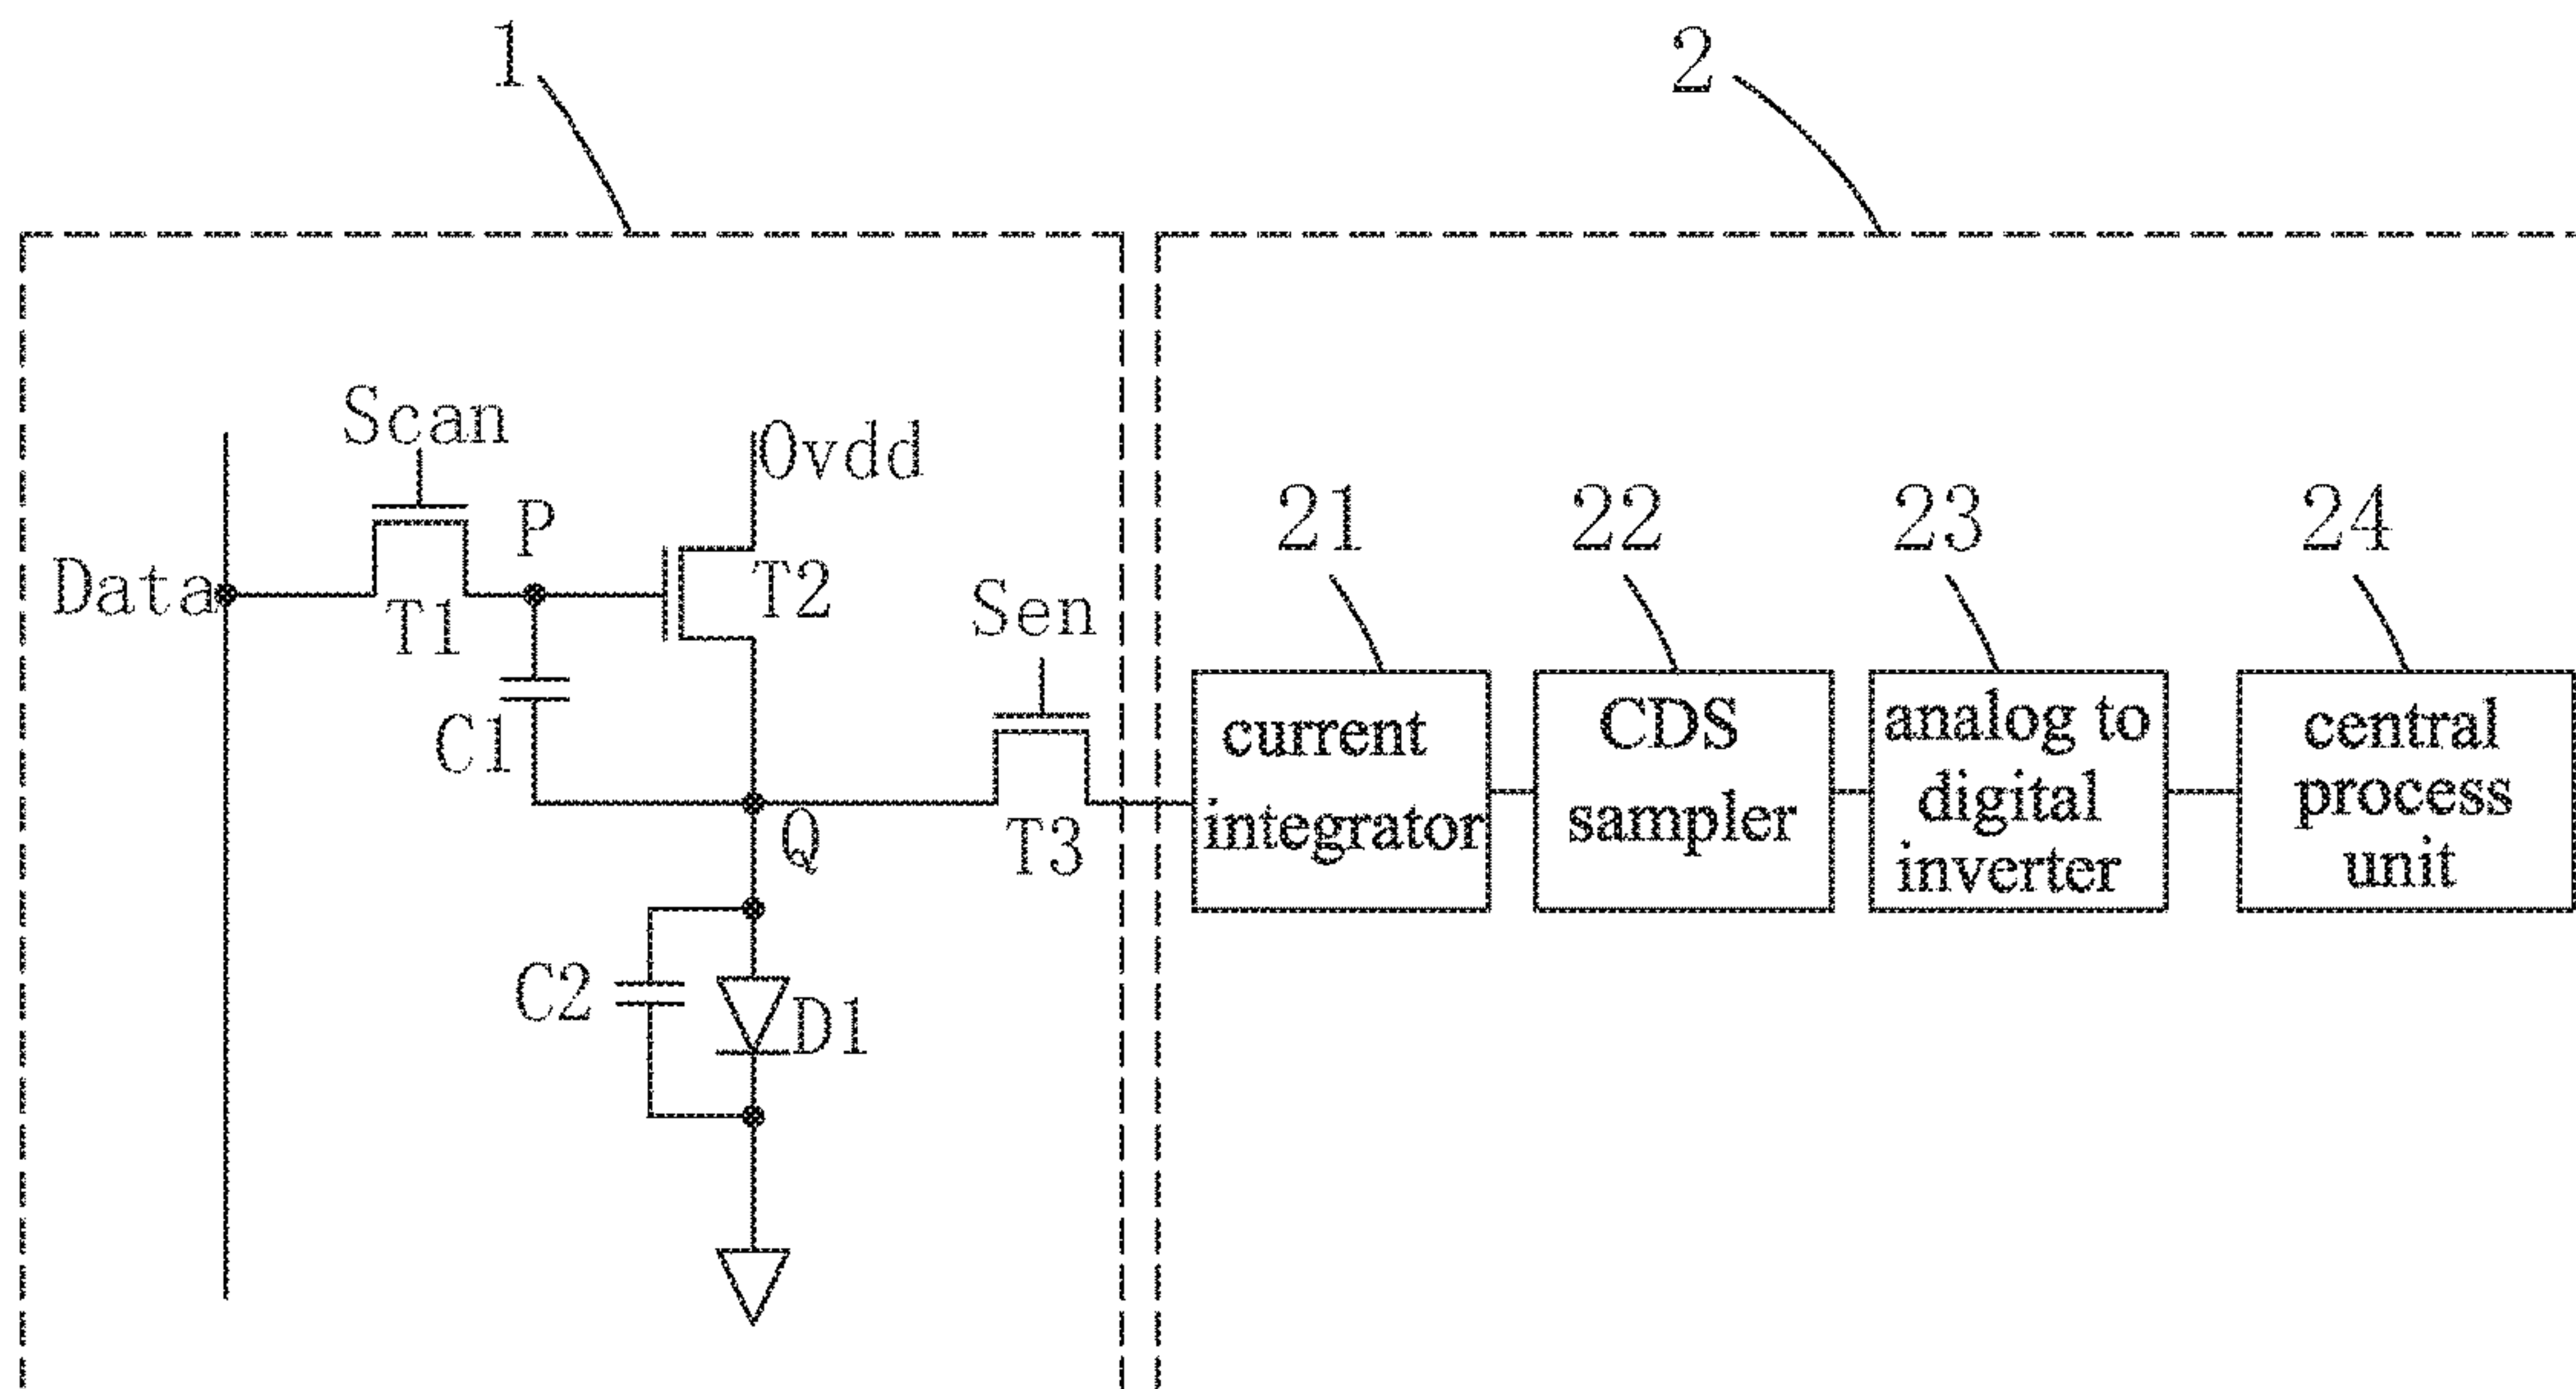 1
2
Scan
Ovdd
P
21
22
23
24
Data
T1
T2
Sen
current
integrator
CDS
sampler
analog to
digital
inverter
central
process
unit
C1
Q
T3
C2
D1